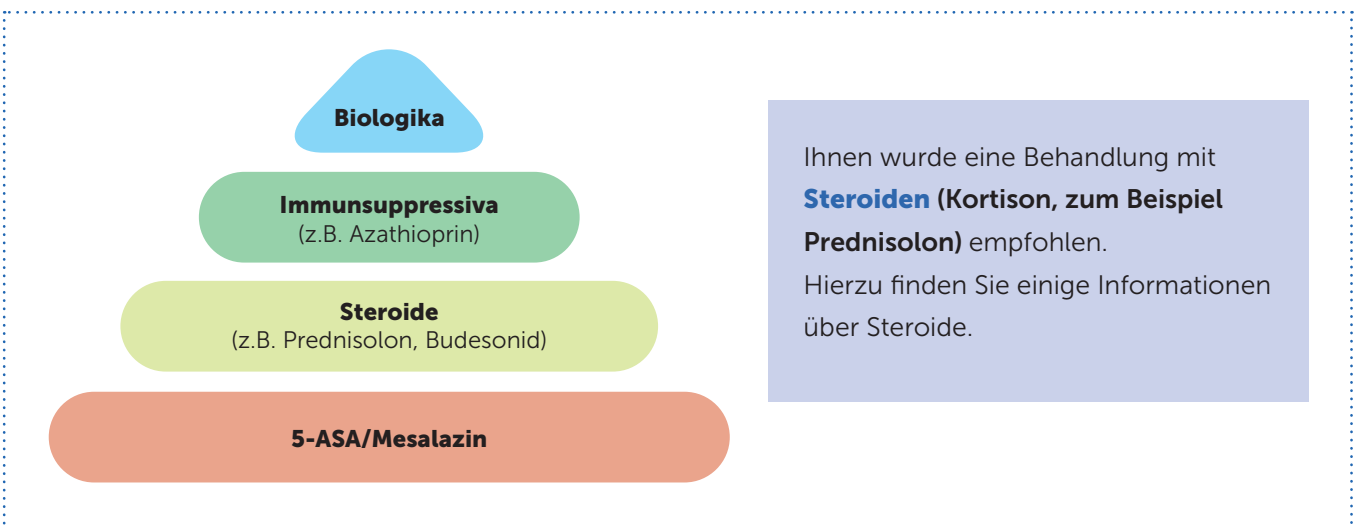 Biologika
Immunsuppressiva
(z.B. Azathioprin)
Steroide
(z.B. Prednisolon, Budesonid)
5-ASA/Mesalazin
Ihnen wurde eine Behandlung mit
Steroiden (Kortison, zum Beispiel
Prednisolon) empfohlen.
Hierzu finden Sie einige Informationen
über Steroide.